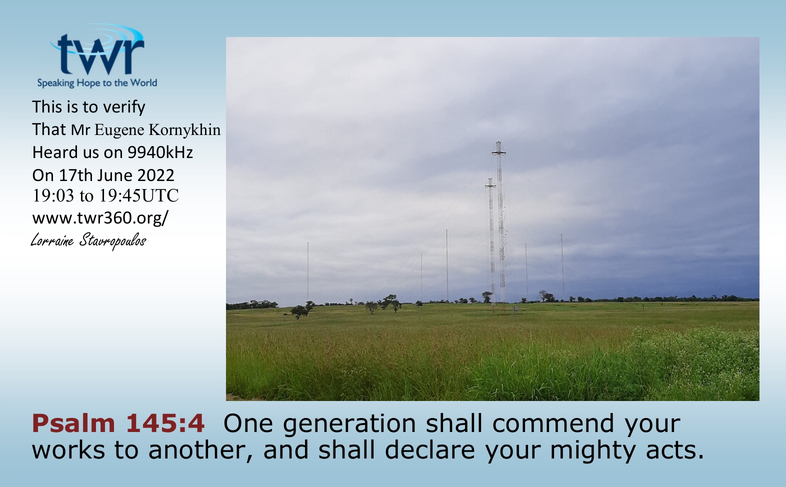 twr
Speaking Hope to the World
This is to verify
That Mr Eugene Kornykhin
Heard us on 9940kHz
On 17th June 2022
19:03 to 19:45UTC
www.twr360.org/
Lorraine Stavropoulos
Psalm 145:4 One generation shall commend your
works to another, and shall declare your mighty acts.